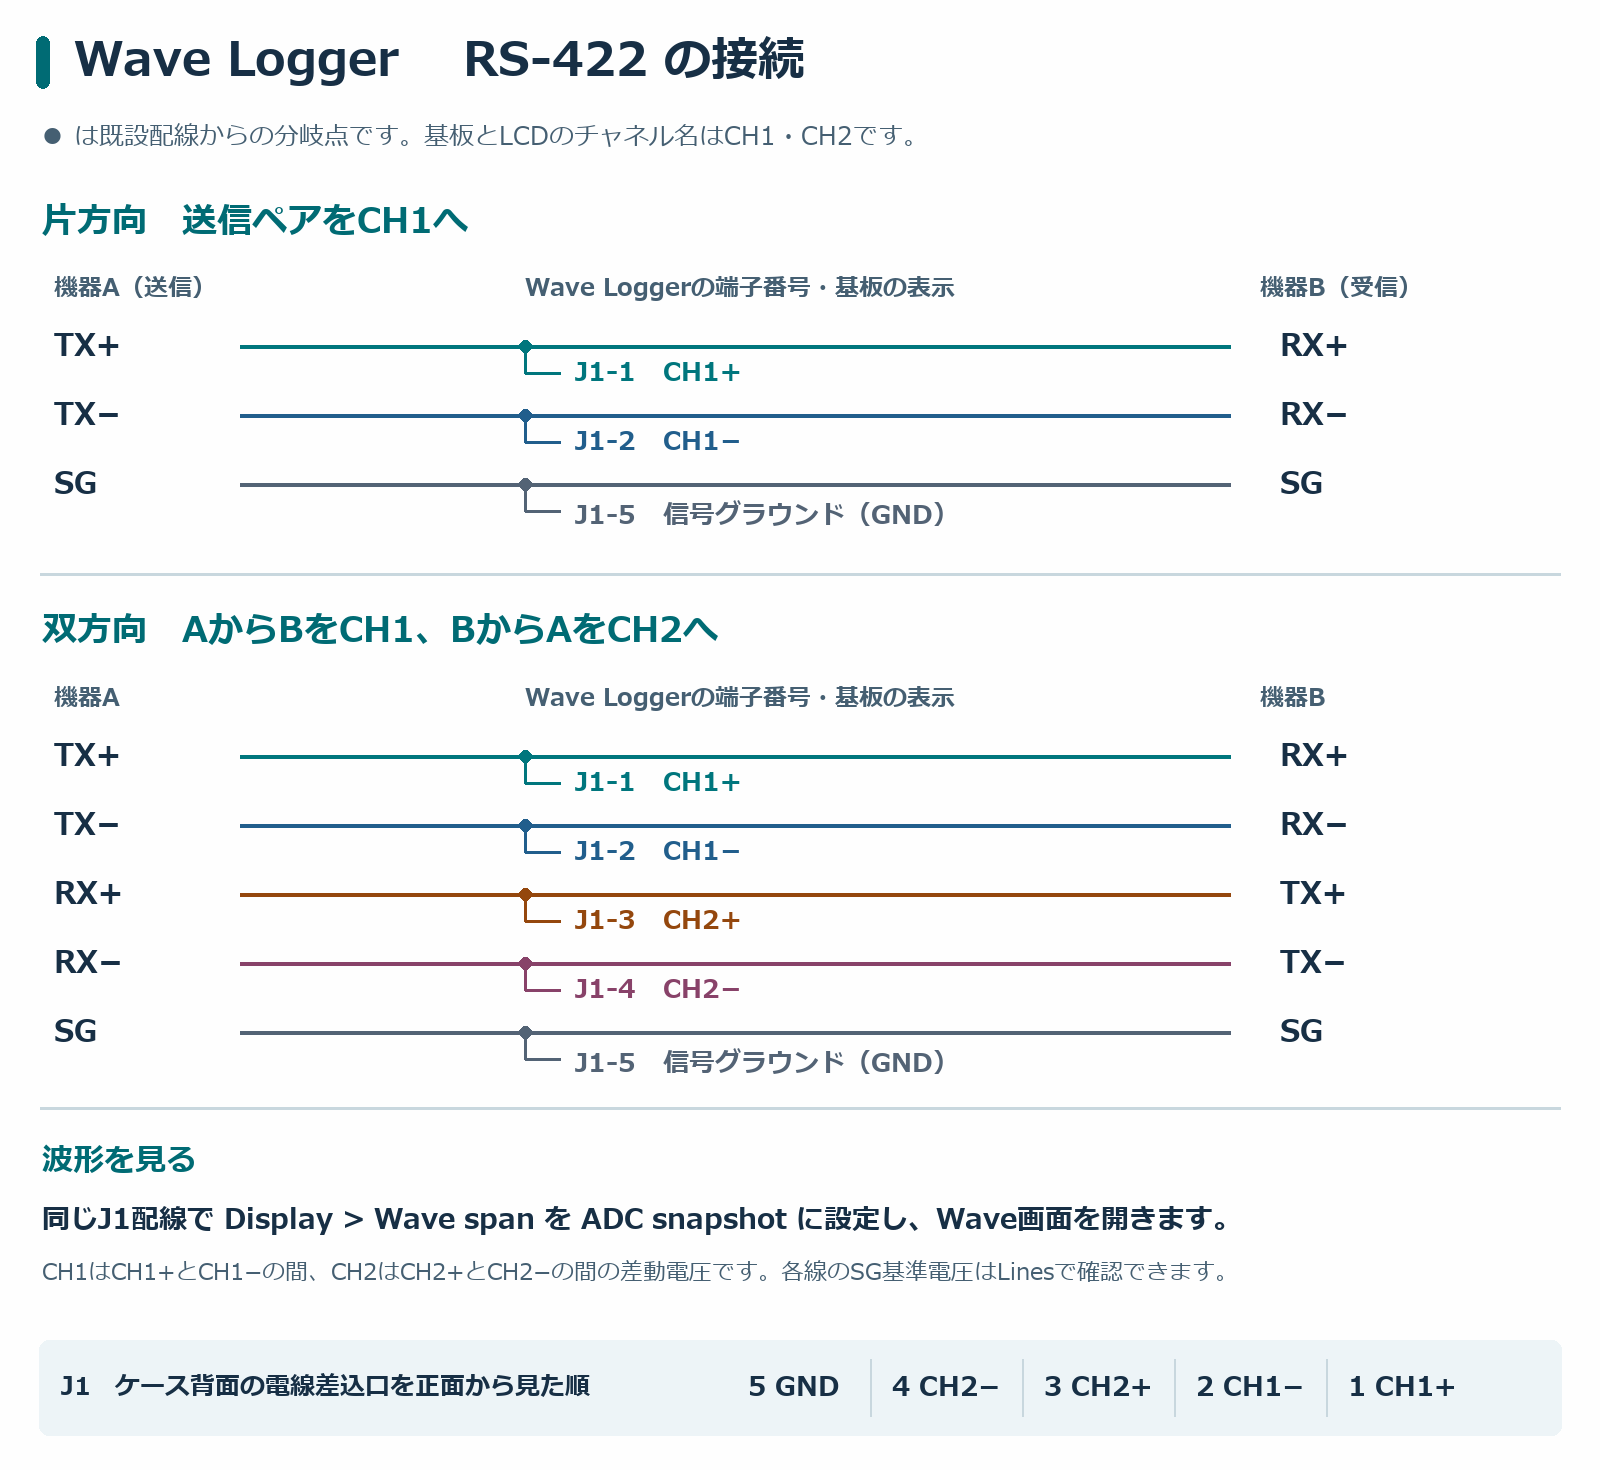 Wave Logger　RS-422 の接続
● は既設配線からの分岐点です。基板とLCDのチャネル名はCH1・CH2です。
片方向　送信ペアをCH1へ
機器A（送信）　Wave Loggerの端子番号・基板の表示　機器B（受信）
TX+　RX+
J1-1　CH1+
TX−　RX−
J1-2　CH1−
SG　SG
J1-5　信号グラウンド（GND）
双方向　AからBをCH1、BからAをCH2へ
機器A　Wave Loggerの端子番号・基板の表示　機器B
TX+　RX+
J1-1　CH1+
TX−　RX−
J1-2　CH1−
RX+　TX+
J1-3　CH2+
RX−　TX−
J1-4　CH2−
SG　SG
J1-5　信号グラウンド（GND）
波形を見る
同じJ1配線で Display > Wave span を ADC snapshot に設定し、Wave画面を開きます。
CH1はCH1+とCH1−の間、CH2はCH2+とCH2−の間の差動電圧です。各線のSG基準電圧はLinesで確認できます。
J1　ケース背面の電線差込口を正面から見た順　5 GND　4 CH2−　3 CH2+　2 CH1−　1 CH1+